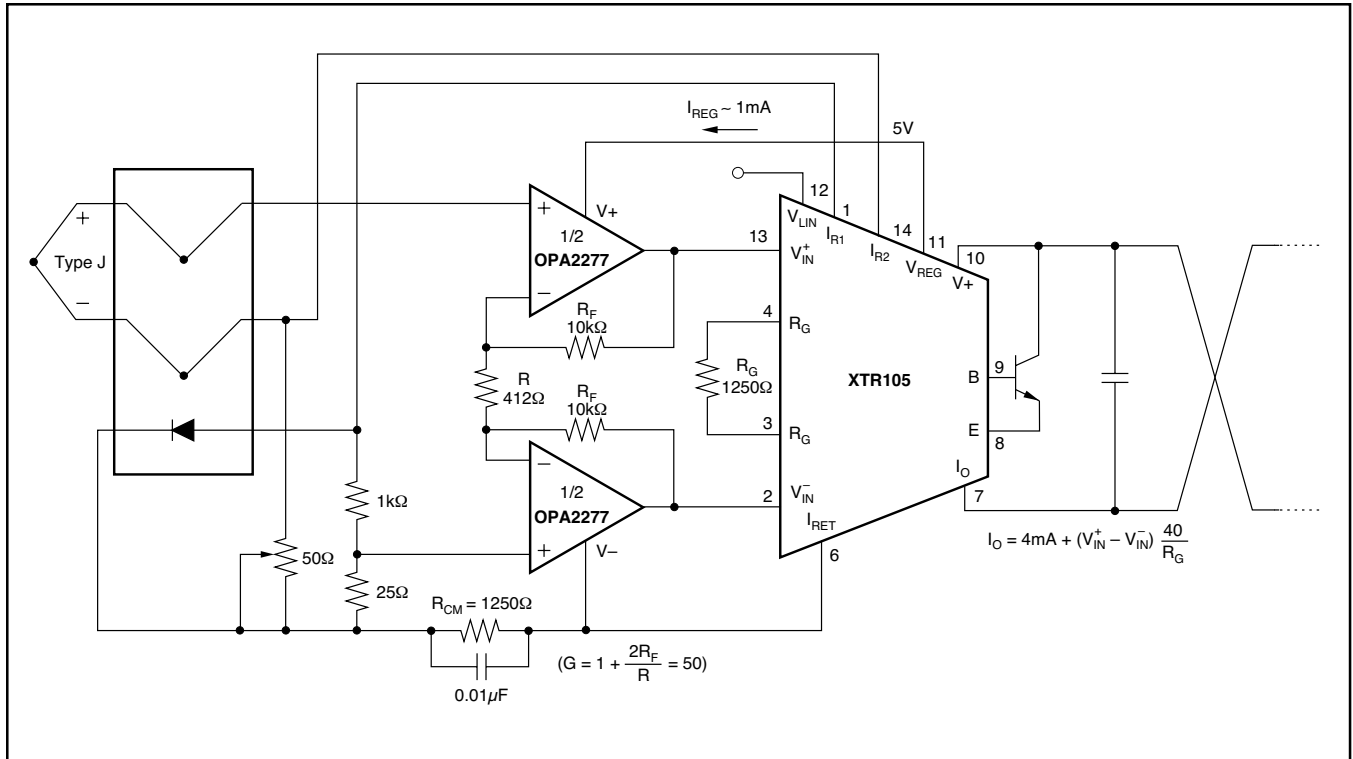 I_REG ~ 1mA
5V
12
V_LIN
1
I_R1
14
I_R2
11
V_REG
10
V+
+
Type J
−
+
V+
1/2
OPA2277
−
13
V_IN^+
R_F
10kΩ
4
R_G
R
412Ω
R_G
1250Ω
XTR105
R_F
10kΩ
3
R_G
B
9
E
8
−
1/2
OPA2277
+
V−
2
V_IN^−
I_RET
6
I_O
7
1kΩ
50Ω
25Ω
R_CM = 1250Ω
0.01µF
(G = 1 + 2R_F/R = 50)
I_O = 4mA + (V_IN^+ − V_IN^−) 40/R_G